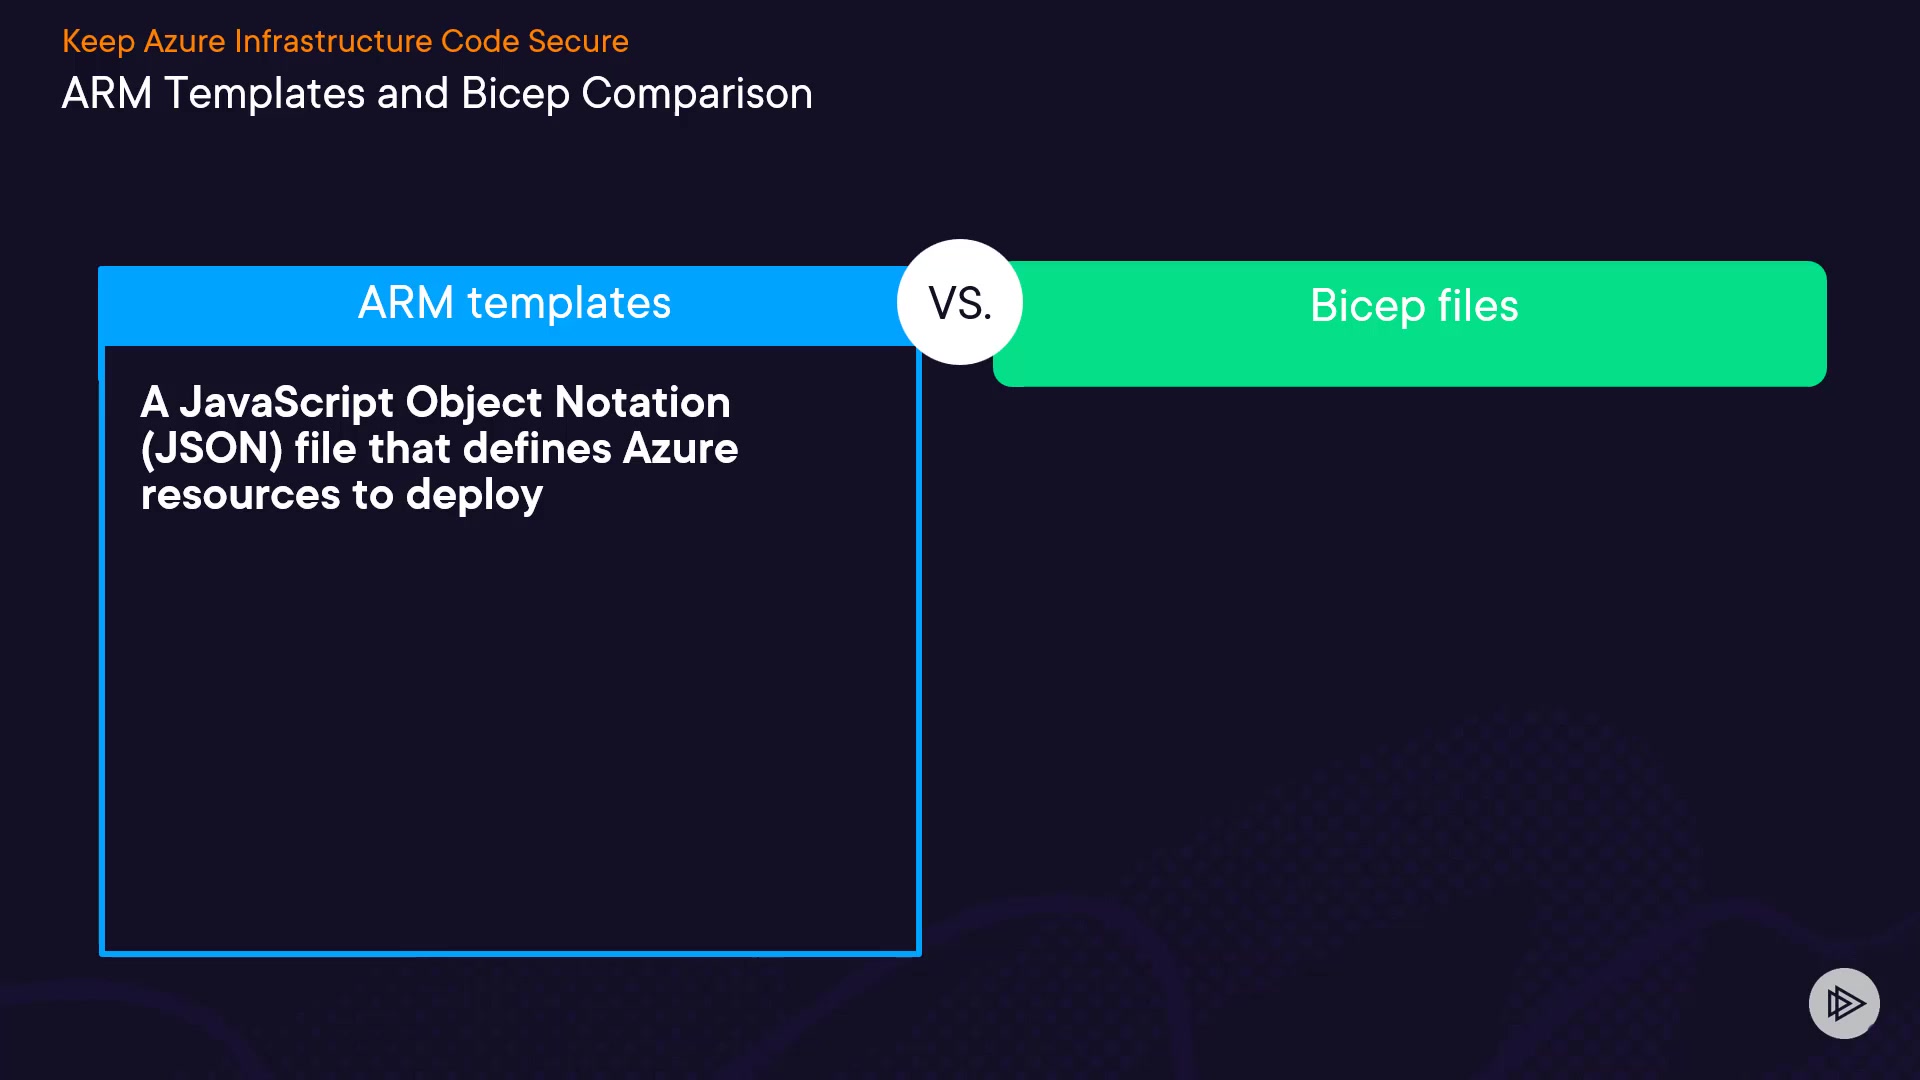 Keep Azure Infrastructure Code Secure
ARM Templates and Bicep Comparison
ARM templates
VS.
Bicep files
A JavaScript Object Notation
(JSON) file that defines Azure
resources to deploy